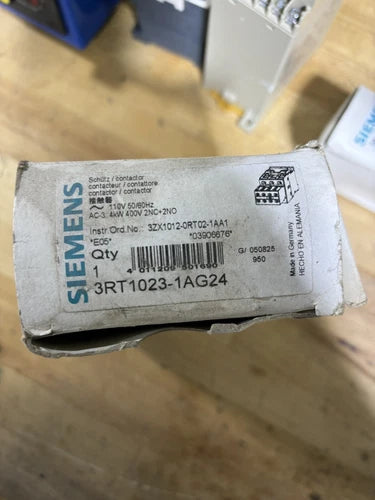 SIEMENS
Schütz / contactor
contacteur / contattore
contactor / contactor
接触器
~ 110V 50/60Hz
AC-3, 4kW 400V 2NC+2NO
Instr.Ord.No.: 3ZX1012-0RT02-1AA1
*E05* *03906676*
Qty
1
G/ 050825
950
Made in Germany
HECHO EN ALEMANIA
3RT1023-1AG24